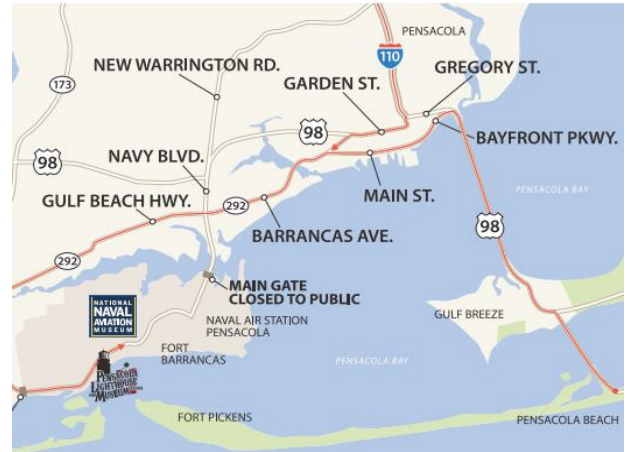 PENSACOLA
110
NEW WARRINGTON RD.
GREGORY ST.
173
GARDEN ST.
98
BAYFRONT PKWY.
98
NAVY BLVD.
MAIN ST.
PENSACOLA BAY
GULF BEACH HWY.
292
98
BARRANCAS AVE.
292
MAIN GATE
CLOSED TO PUBLIC
NATIONAL
NAVAL
AVIATION
MUSEUM
NAVAL AIR STATION
PENSACOLA
GULF BREEZE
FORT
BARRANCAS
PENSACOLA BAY
PENSACOLA
LIGHTHOUSE
MUSEUM
FORT PICKENS
PENSACOLA BEACH